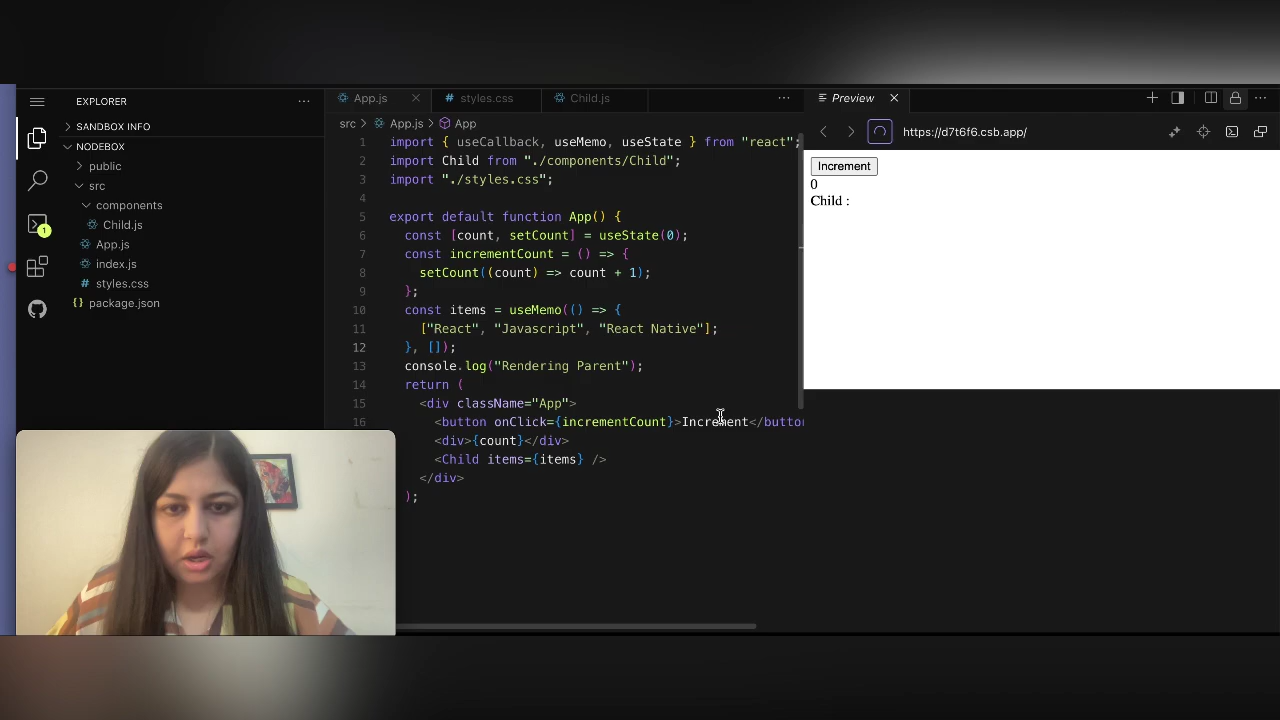 EXPLORER
SANDBOX INFO
NODEBOX
public
src
components
Child.js
App.js
index.js
styles.css
package.json
1
App.js
styles.css
Child.js
src App.js App
1 import { useCallback, useMemo, useState } from "react";
2 import Child from "./components/Child";
3 import "./styles.css";
4
5 export default function App() {
6 const [count, setCount] = useState(0);
7 const incrementCount = () => {
8 setCount((count) => count + 1);
9 };
10 const items = useMemo(() => {
11 ["React", "Javascript", "React Native"];
12 }, []);
13 console.log("Rendering Parent");
14 return (
15 <div className="App">
16 <button onClick={incrementCount}>Increment</butto
<div>{count}</div>
<Child items={items} />
</div>
);
Preview
https://d7t6f6.csb.app/
Increment
0
Child :